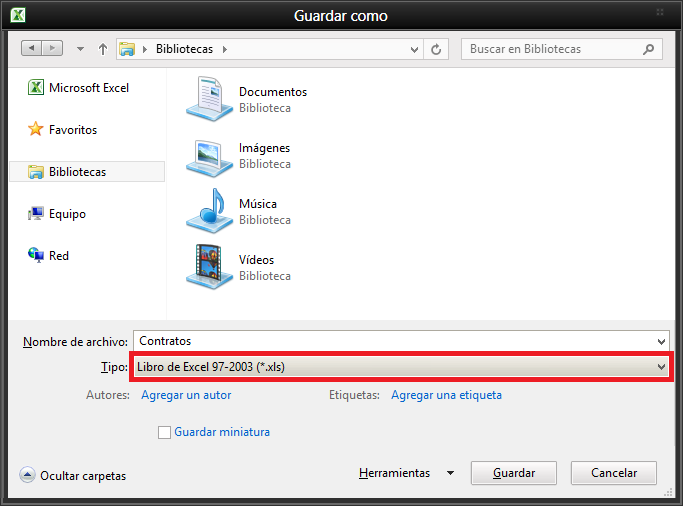 Guardar como
Bibliotecas
Buscar en Bibliotecas
Microsoft Excel
Favoritos
Bibliotecas
Equipo
Red
Documentos
Biblioteca
Imágenes
Biblioteca
Música
Biblioteca
Vídeos
Biblioteca
Nombre de archivo: Contratos
Tipo: Libro de Excel 97-2003 (*.xls)
Autores: Agregar un autor Etiquetas: Agregar una etiqueta
Guardar miniatura
Ocultar carpetas Herramientas Guardar Cancelar